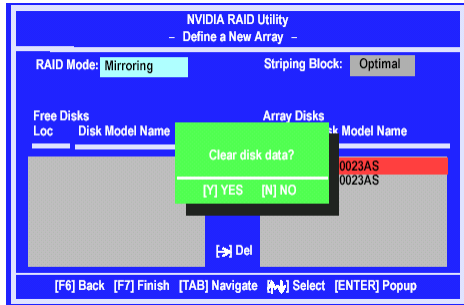 NVIDIA RAID Utility
– Define a New Array –
RAID Mode: Mirroring Striping Block: Optimal
Free Disks Array Disks
Loc Disk Model Name Model Name
Clear disk data?
[Y] YES [N] NO
0023AS
0023AS
[→] Del
[F6] Back [F7] Finish [TAB] Navigate [↑↓] Select [ENTER] Popup